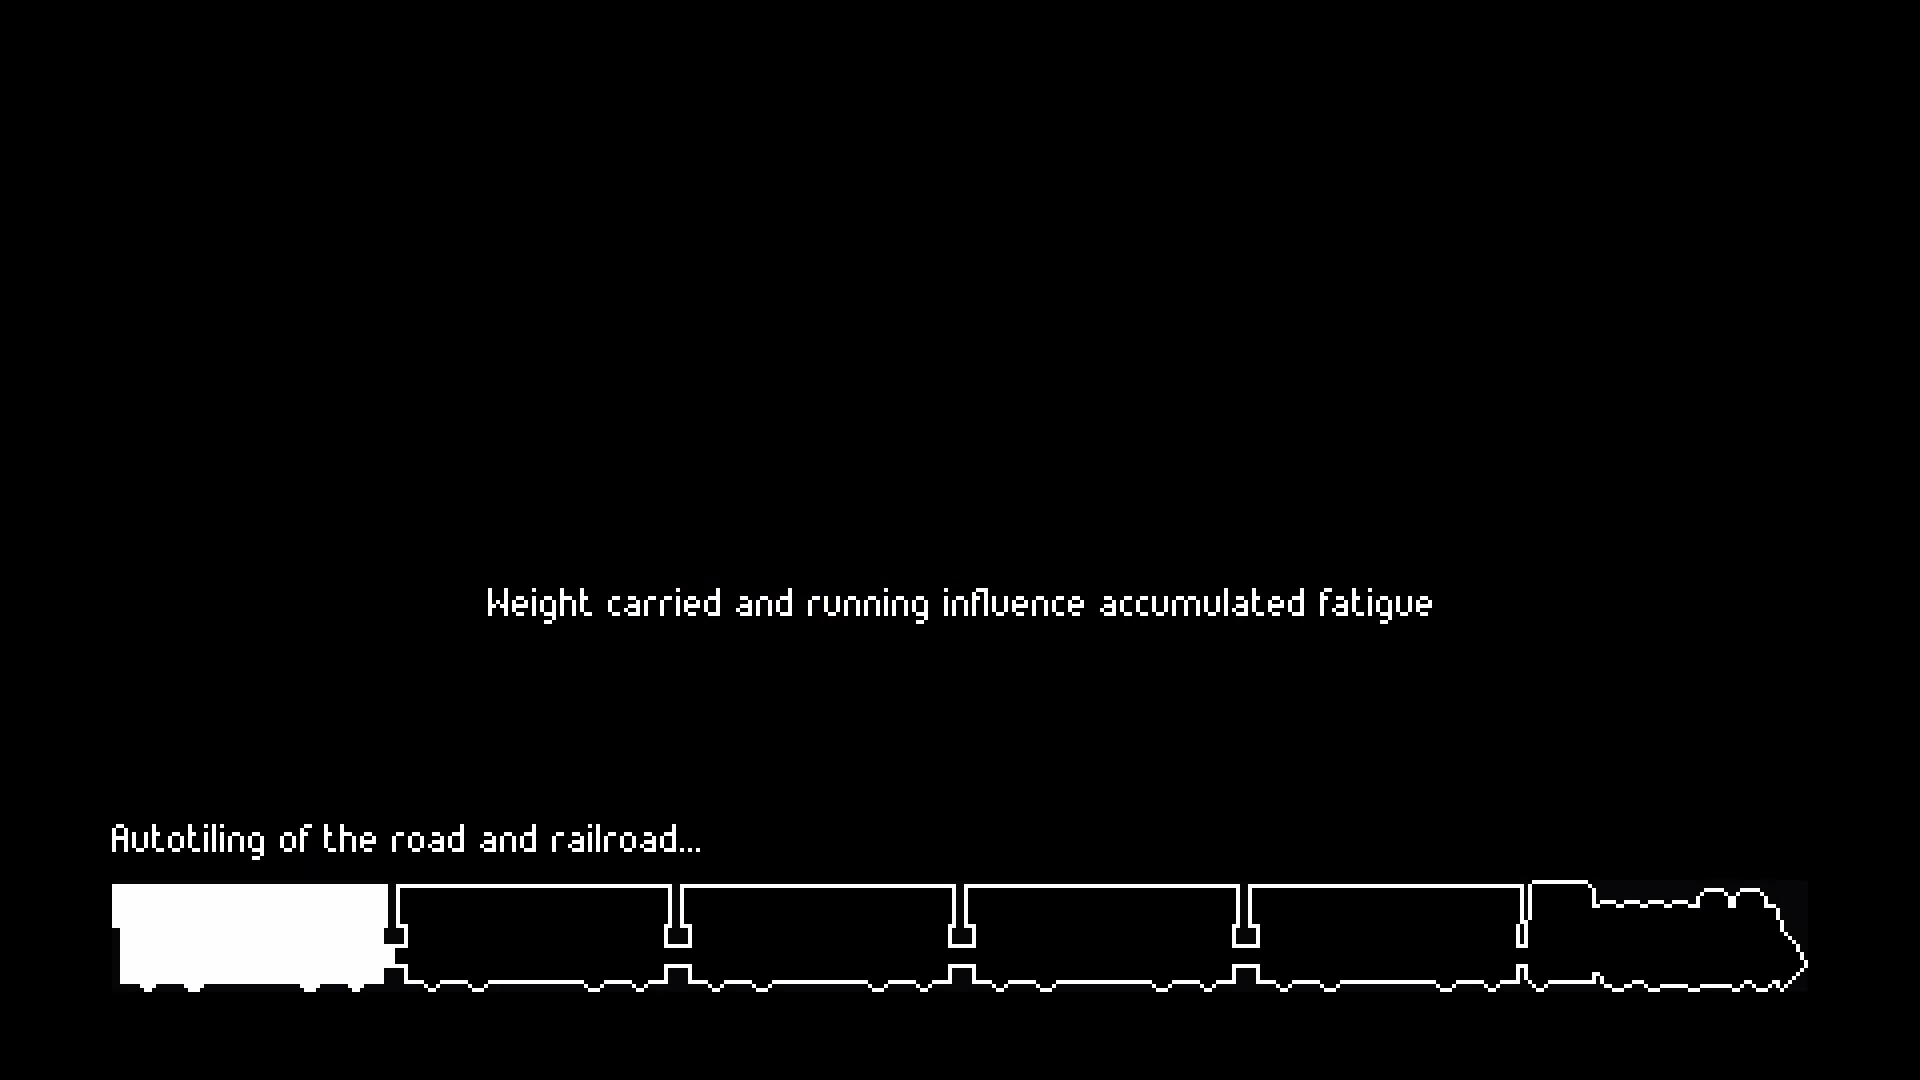 Weight carried and running influence accumulated fatigue
Autotiling of the road and railroad...